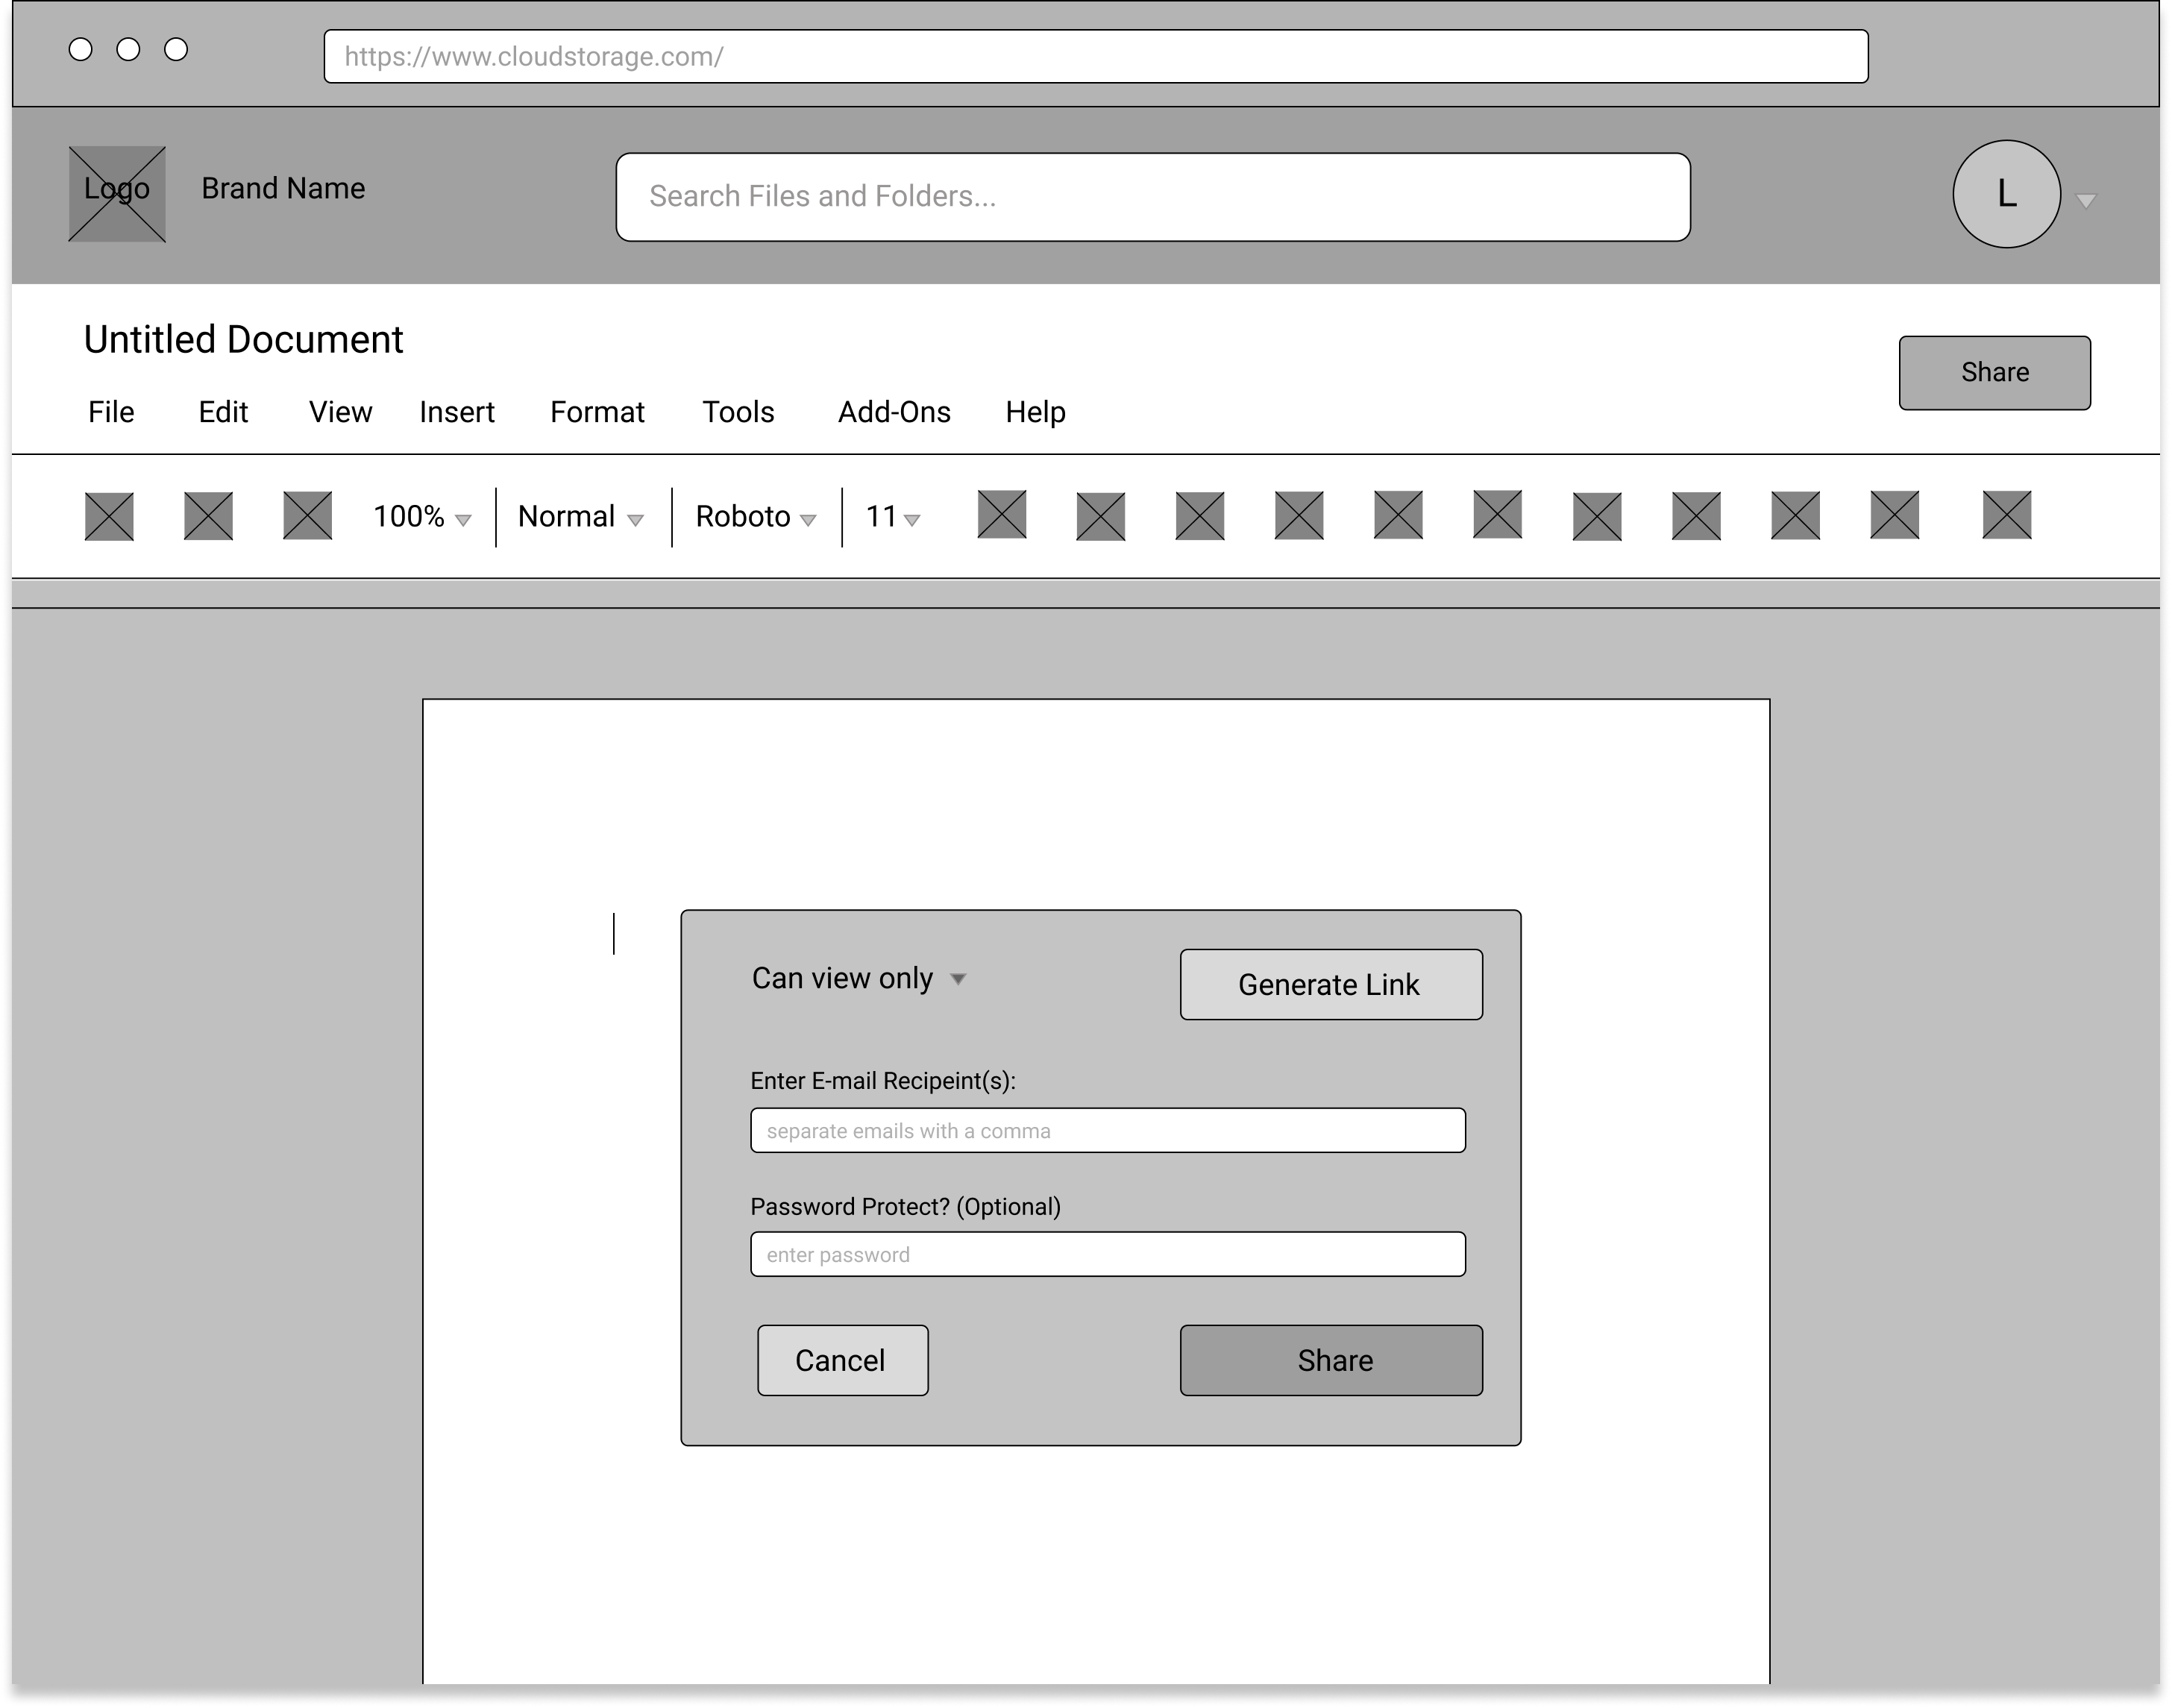 https://www.cloudstorage.com/
Logo
Brand Name
Search Files and Folders...
L
Untitled Document
Share
File Edit View Insert Format Tools Add-Ons Help
100% Normal Roboto 11
Can view only
Generate Link
Enter E-mail Recipeint(s):
separate emails with a comma
Password Protect? (Optional)
enter password
Cancel
Share